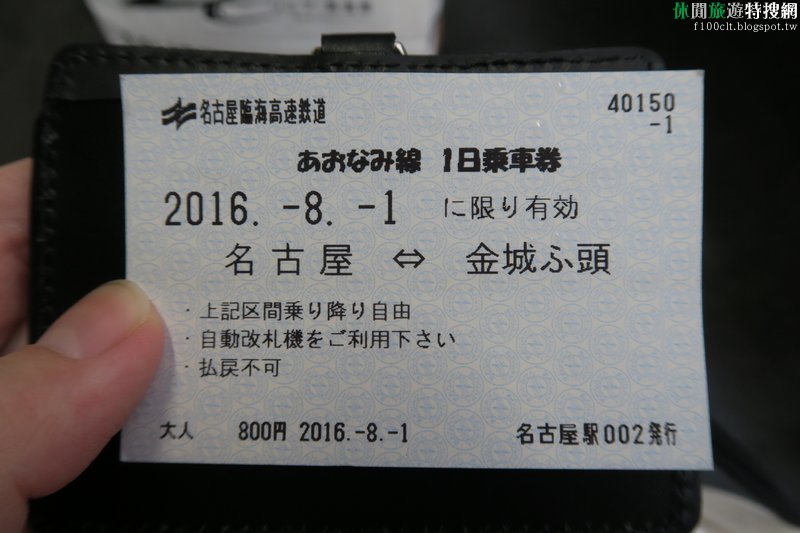 休閒旅遊特搜網
f100clt.blogspot.tw
名古屋臨海高速鉄道
40150
-1
あおなみ線 1日乗車券
2016.-8.-1 に限り有効
名古屋 ⇔ 金城ふ頭
・上記区間乗り降り自由
・自動改札機をご利用下さい
・払戻不可
大人 800円 2016.-8.-1 名古屋駅002発行